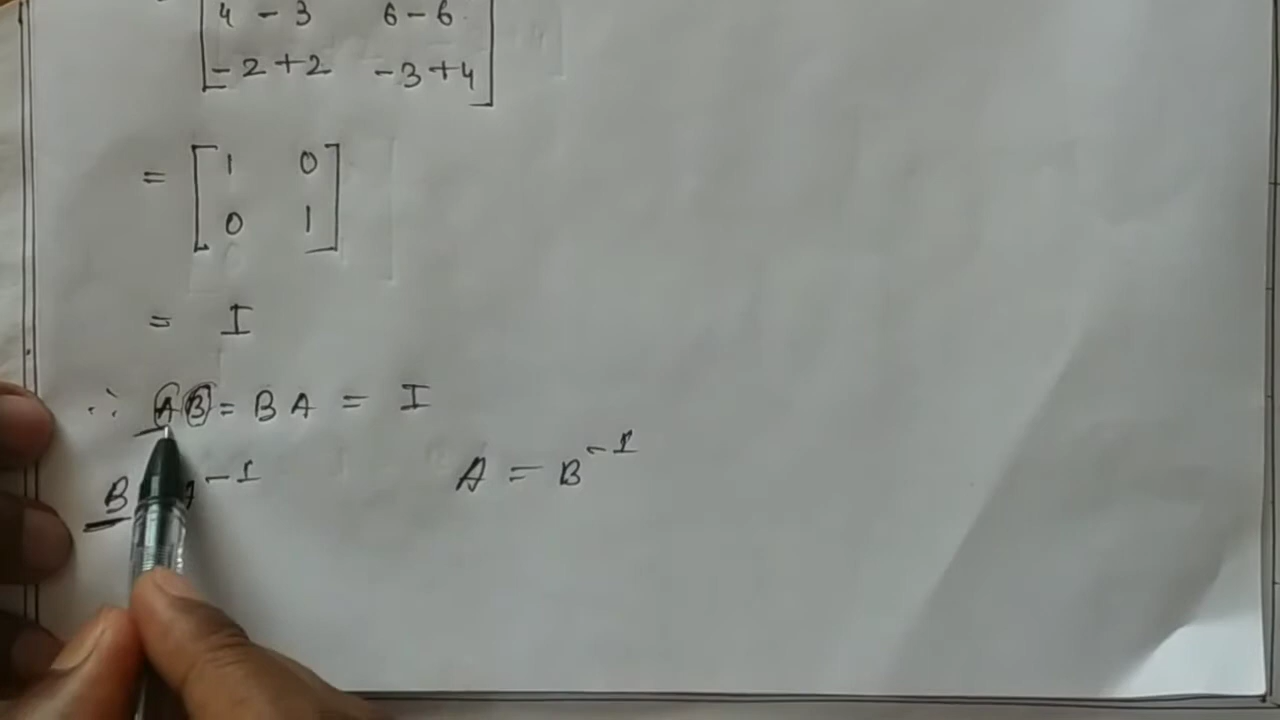 4 - 3 6 - 6
- 2 + 2 - 3 + 4
= 1 0
0 1
= I
∴ AB = BA = I
B -1 A = B -1